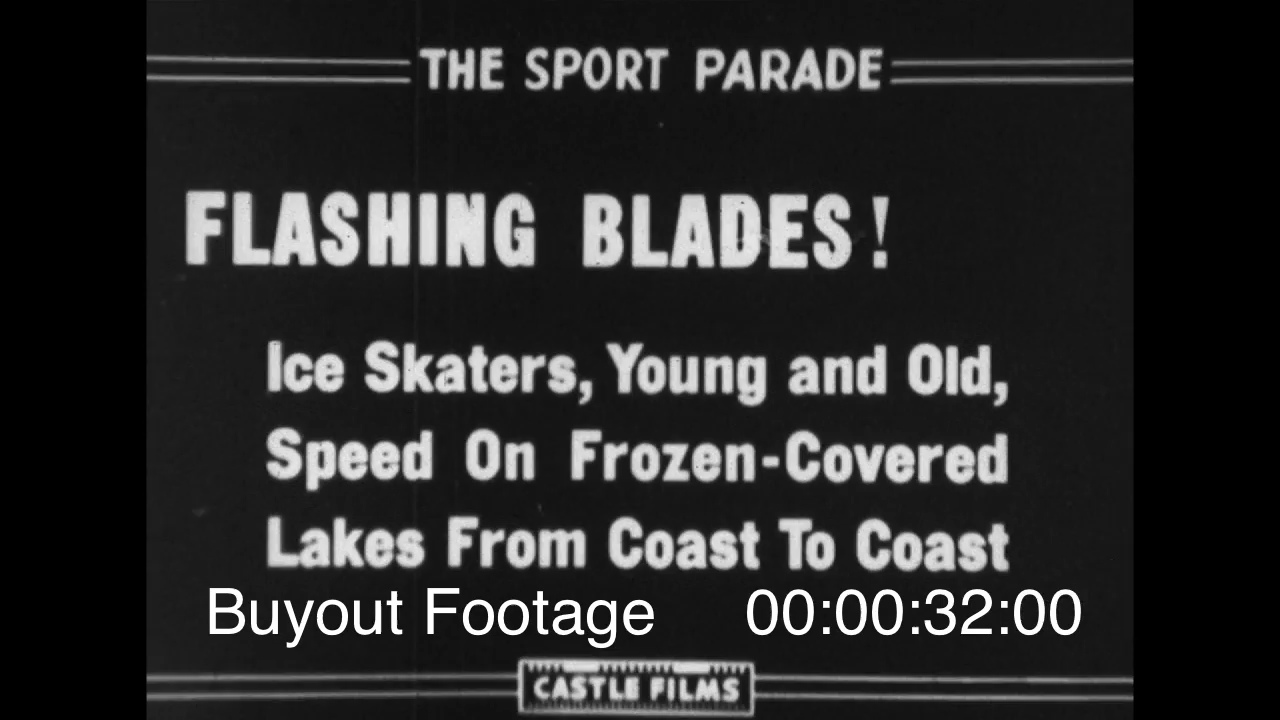 THE SPORT PARADE
FLASHING BLADES!
Ice Skaters, Young and Old,
Speed On Frozen-Covered
Lakes From Coast To Coast
Buyout Footage 00:00:32:00
CASTLE FILMS